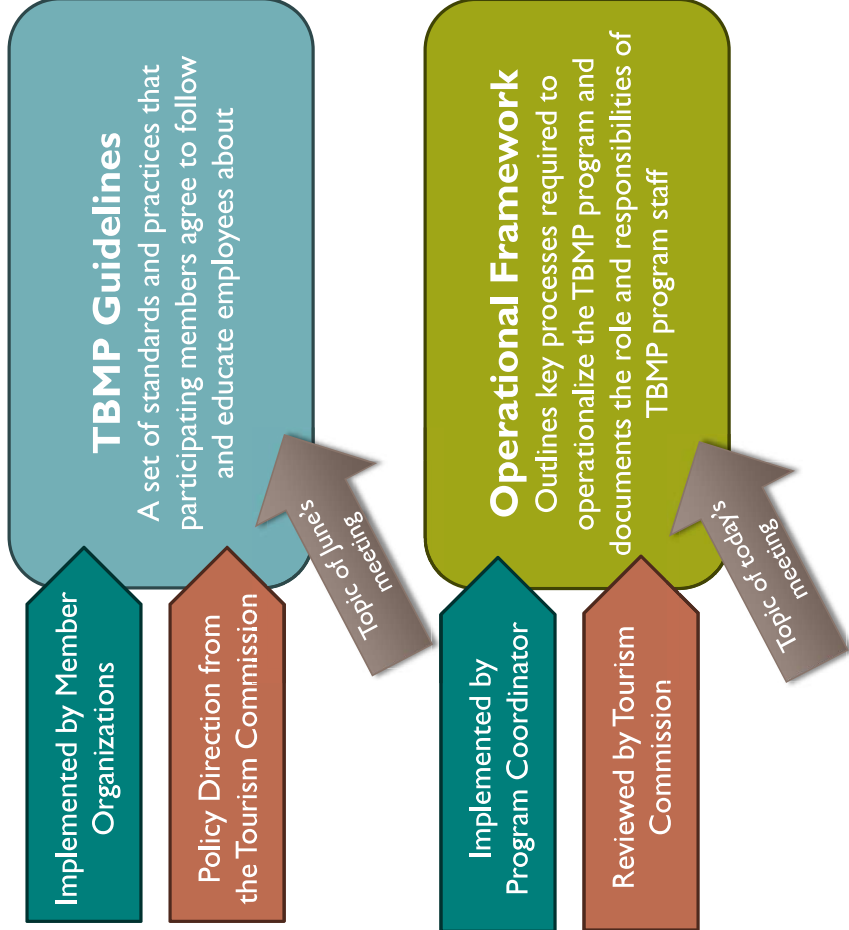 Implemented by Member
Organizations
Policy Direction from
the Tourism Commission
TBMP Guidelines
A set of standards and practices that
participating members agree to follow
and educate employees about
Topic of June’s
meeting
Implemented by
Program Coordinator
Reviewed by Tourism
Commission
Operational Framework
Outlines key processes required to
operationalize the TBMP program and
documents the role and responsibilities of
TBMP program staff
Topic of today’s
meeting